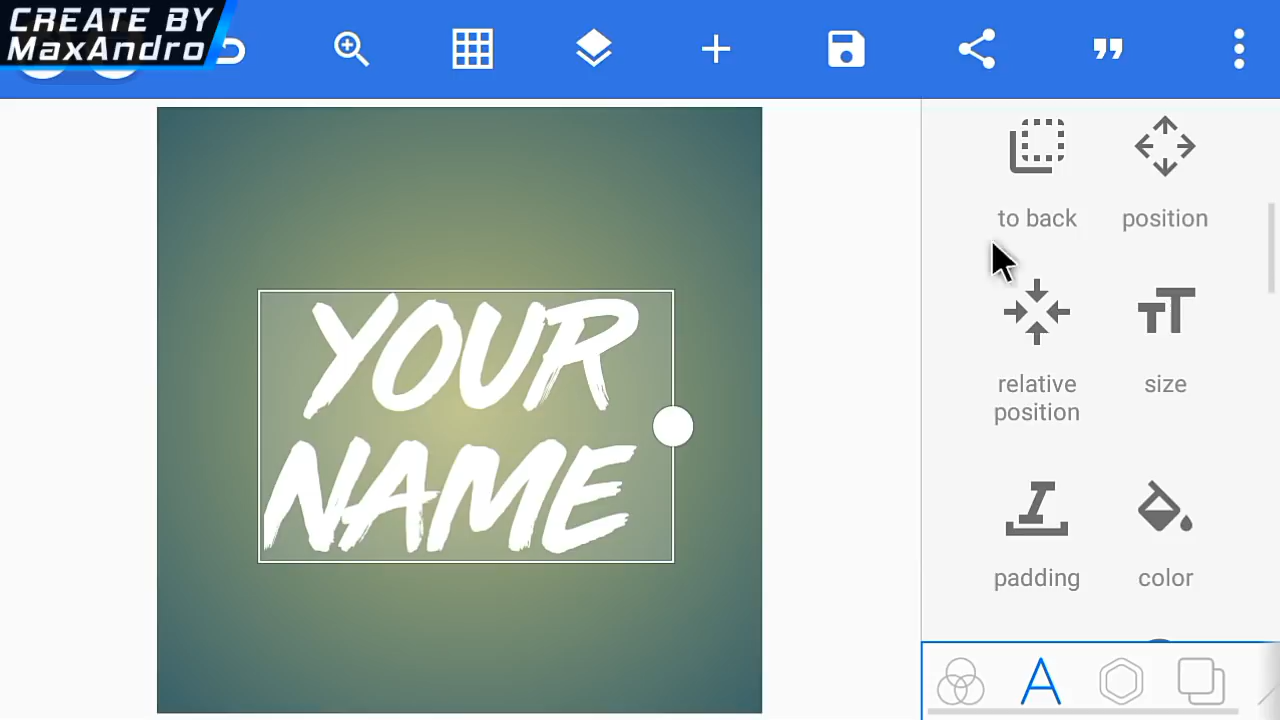 CREATE BY
MaxAndro
to back
position
YOUR
NAME
relative
position
size
padding
color